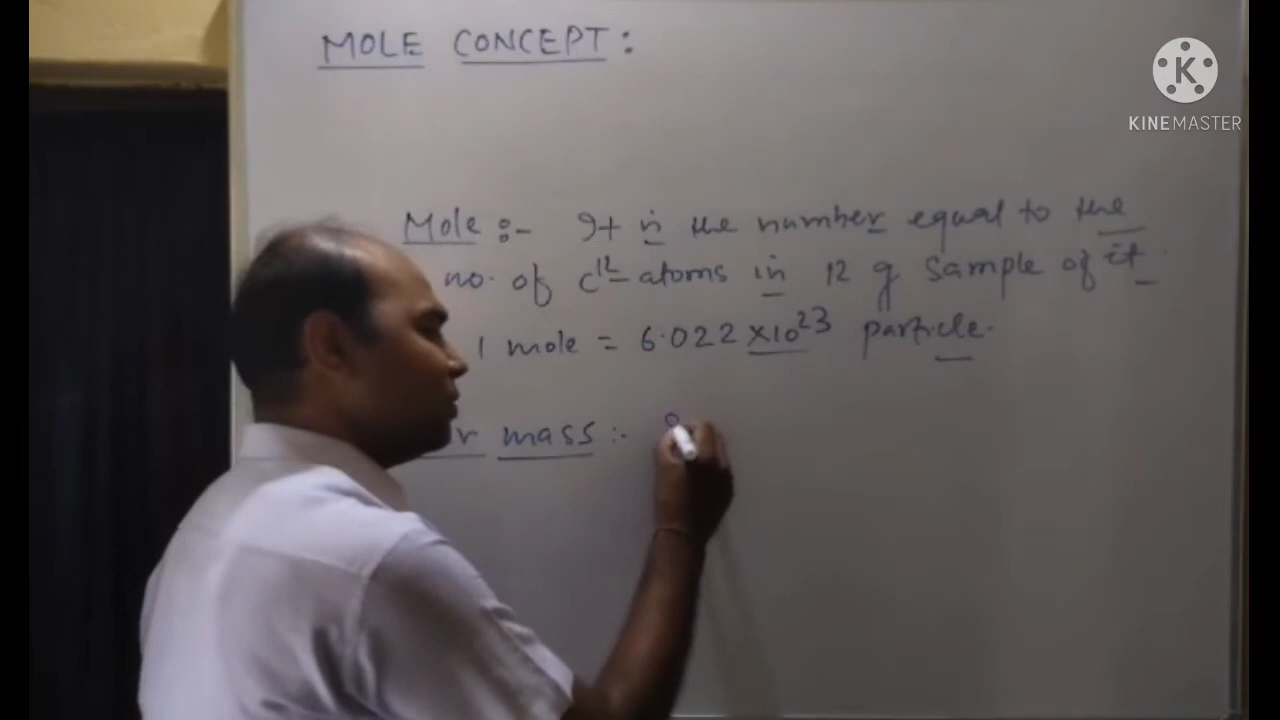 MOLE CONCEPT:
KINEMASTER
Mole :- It is the number equal to the
no. of C12 atoms in 12 g sample of it.
1 mole = 6.022 ×10^23 particle.
mass :-